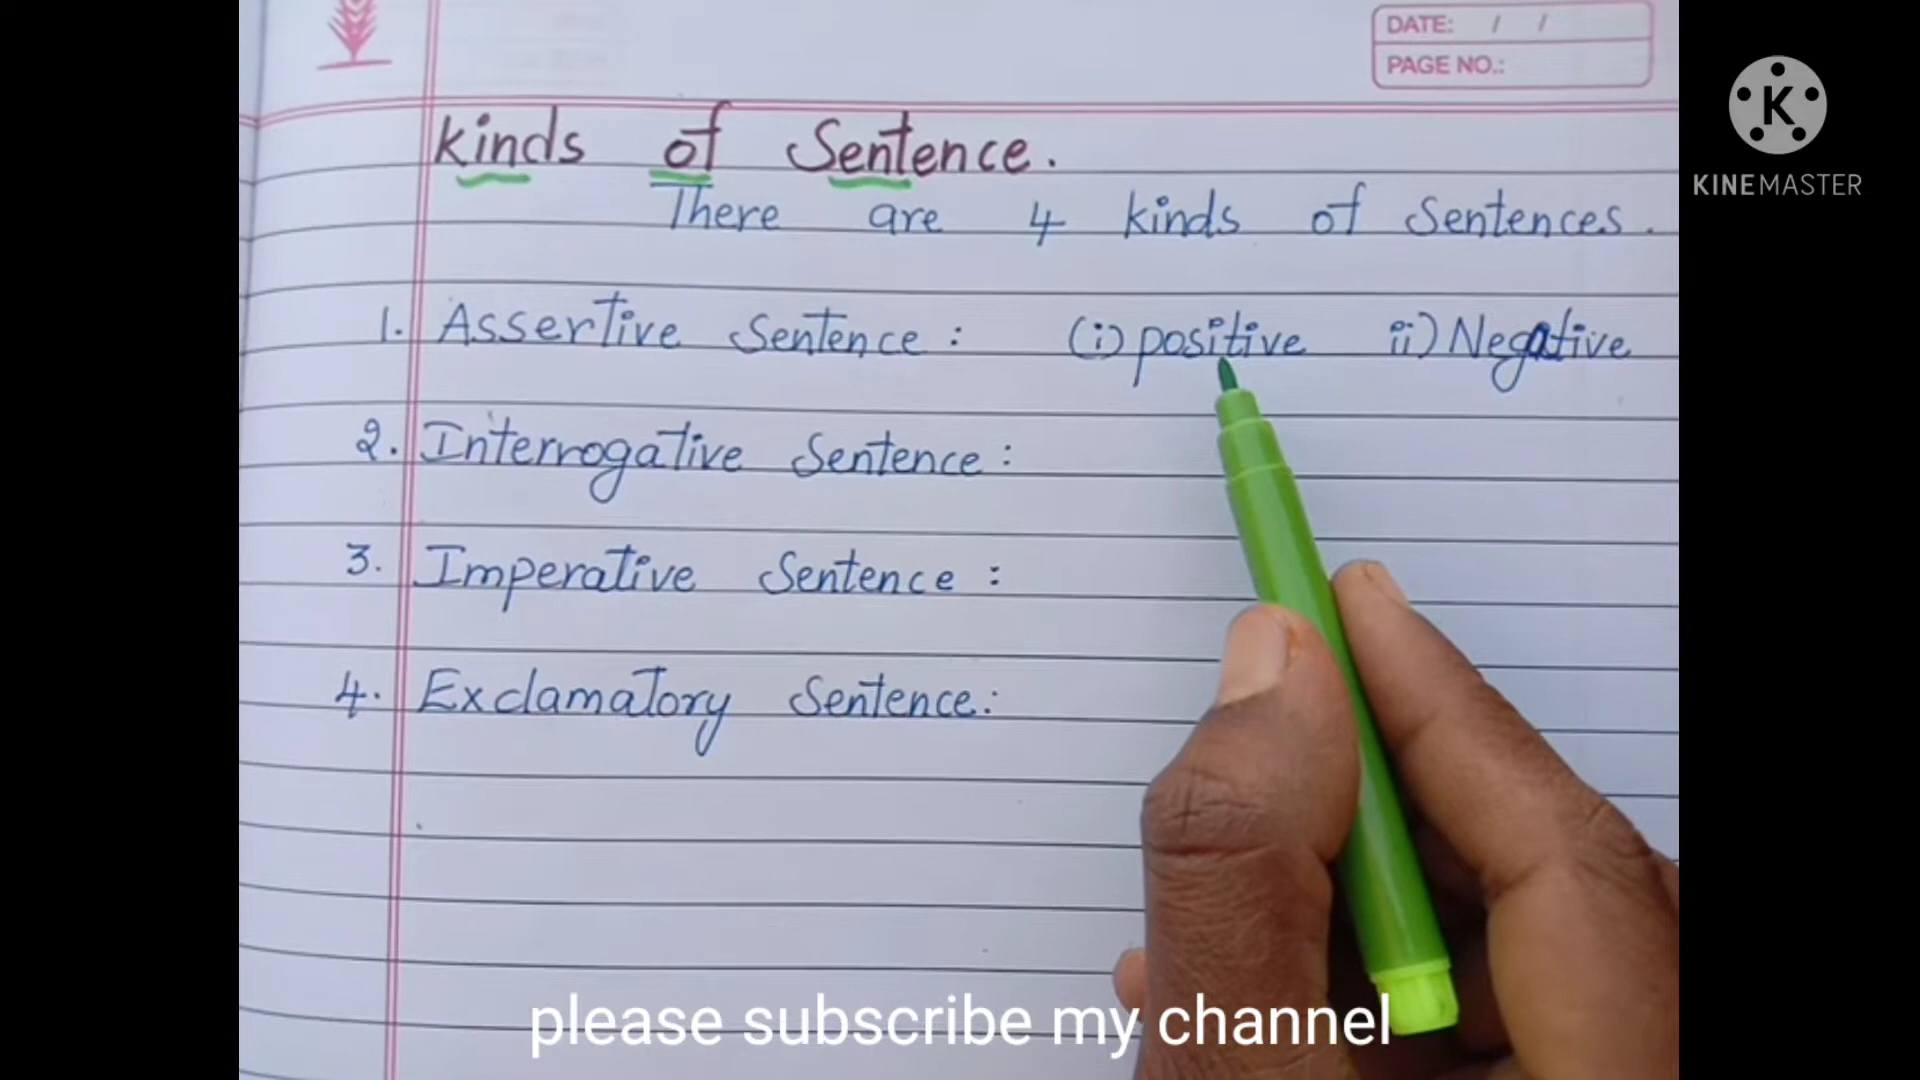 DATE: / /
PAGE NO.:
K
KINEMASTER
kinds of Sentence.
There are 4 kinds of Sentences.
1. Assertive Sentence: (i) positive ii) Negative
2. Interrogative Sentence:
3. Imperative Sentence:
4. Exclamatory Sentence:
please subscribe my channel